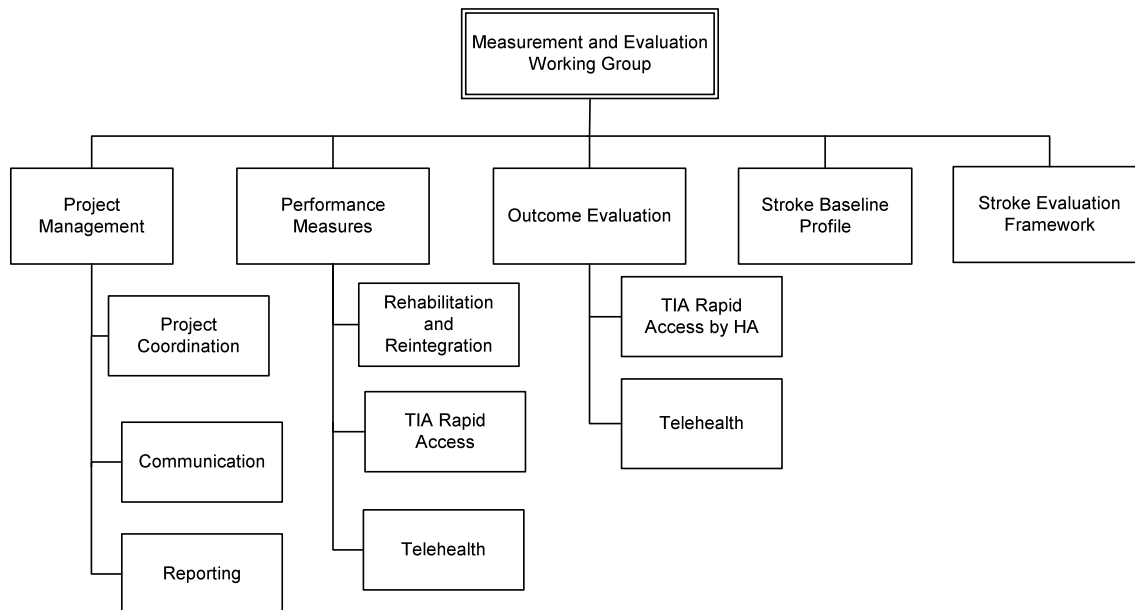 Measurement and Evaluation
Working Group
Project
Management
Performance
Measures
Outcome Evaluation
Stroke Baseline
Profile
Stroke Evaluation
Framework
Project
Coordination
Communication
Reporting
Rehabilitation
and
Reintegration
TIA Rapid
Access
Telehealth
TIA Rapid
Access by HA
Telehealth